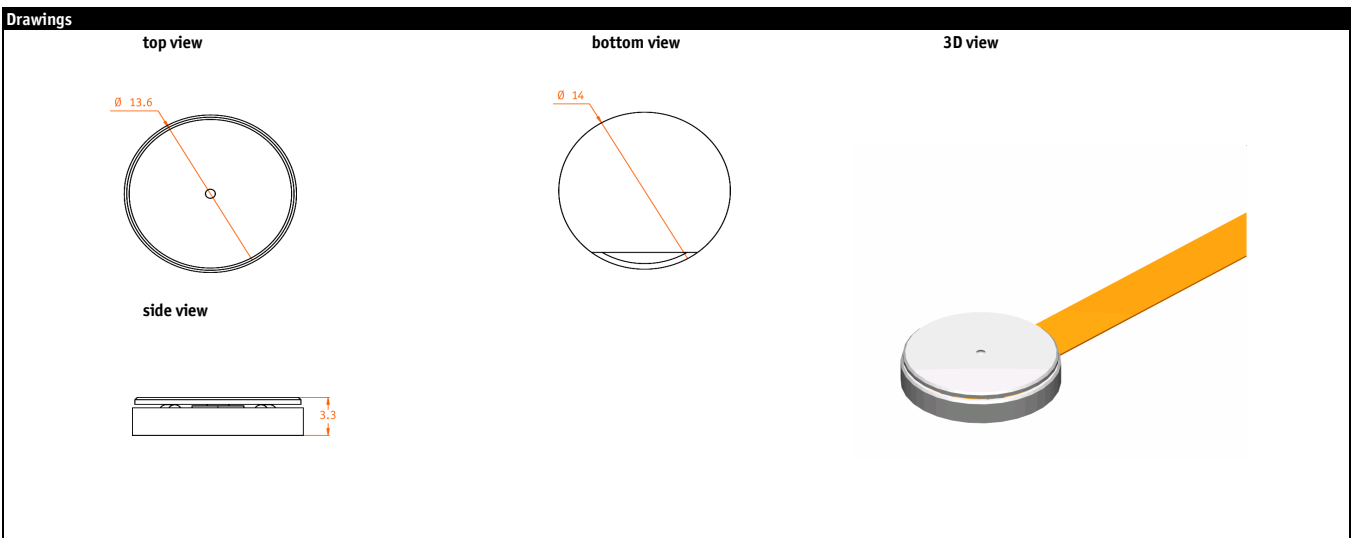 Drawings
top view
bottom view
3D view
Ø 13.6
Ø 14
side view
3.3